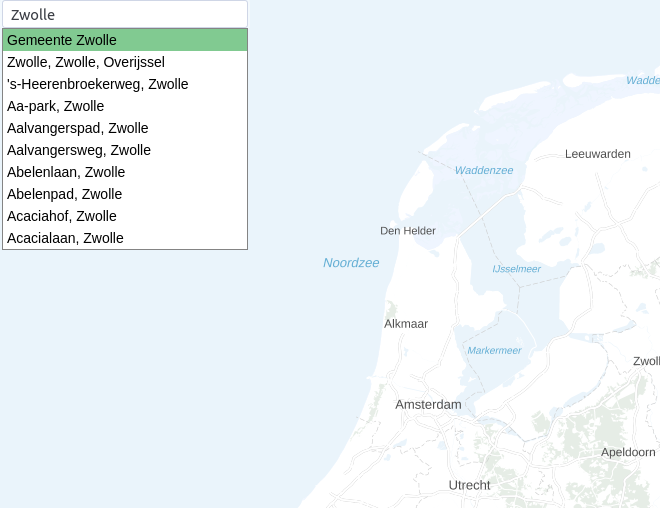 Zwolle
Gemeente Zwolle
Zwolle, Zwolle, Overijssel
's-Heerenbroekerweg, Zwolle
Aa-park, Zwolle
Aalvangerspad, Zwolle
Aalvangersweg, Zwolle
Abelenlaan, Zwolle
Abelenpad, Zwolle
Acaciahof, Zwolle
Acacialaan, Zwolle
Wadde
Leeuwarden
Waddenzee
Den Helder
Noordzee
IJsselmeer
Alkmaar
Markermeer
Zwoll
Amsterdam
Apeldoorn
Utrecht